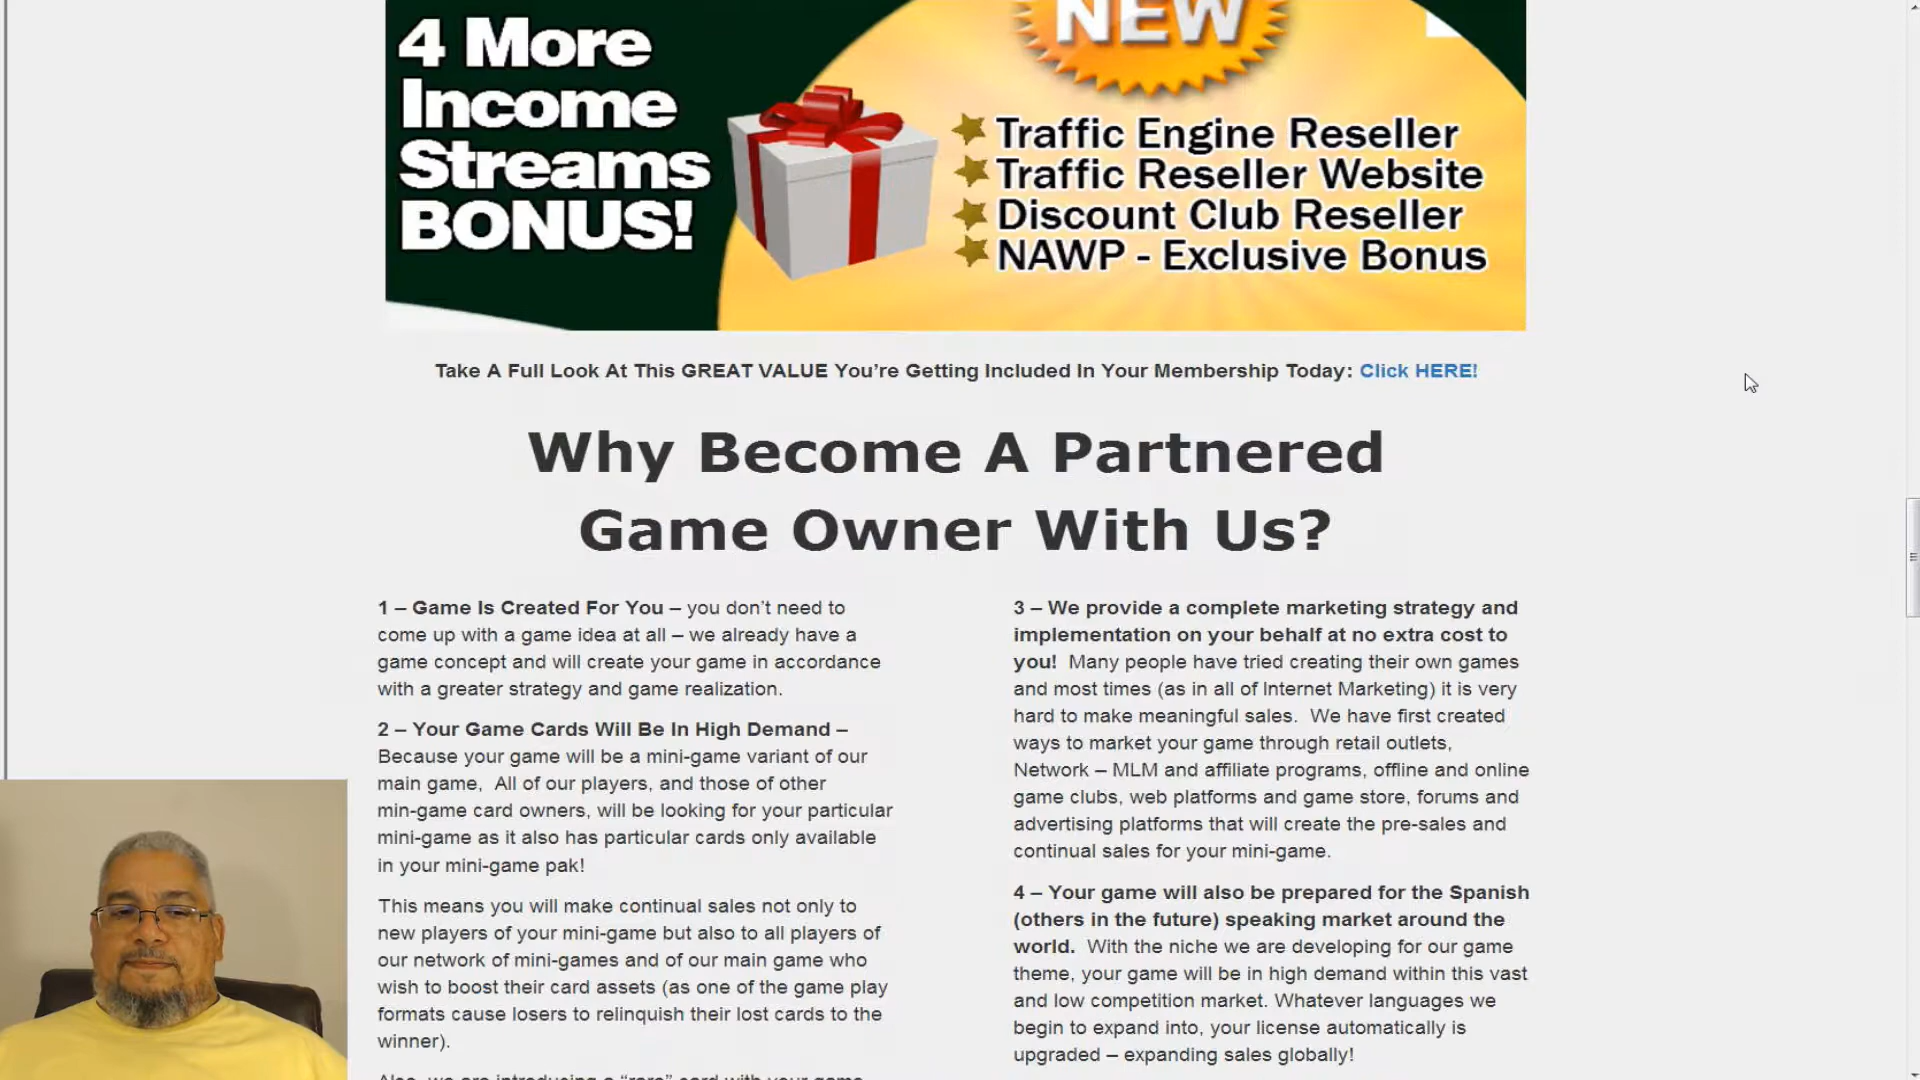 4 More
Income
Streams
BONUS!
NEW
Traffic Engine Reseller
Traffic Reseller Website
Discount Club Reseller
NAWP - Exclusive Bonus
Take A Full Look At This GREAT VALUE You’re Getting Included In Your Membership Today: Click HERE!
Why Become A Partnered
Game Owner With Us?
1 – Game Is Created For You – you don’t need to
come up with a game idea at all – we already have a
game concept and will create your game in accordance
with a greater strategy and game realization.
2 – Your Game Cards Will Be In High Demand –
Because your game will be a mini-game variant of our
main game,  All of our players, and those of other
min-game card owners, will be looking for your particular
mini-game as it also has particular cards only available
in your mini-game pak!
This means you will make continual sales not only to
new players of your mini-game but also to all players of
our network of mini-games and of our main game who
wish to boost their card assets (as one of the game play
formats cause losers to relinquish their lost cards to the
winner).
Also, we are introducing a “rare” card with your game
3 – We provide a complete marketing strategy and
implementation on your behalf at no extra cost to
you!  Many people have tried creating their own games
and most times (as in all of Internet Marketing) it is very
hard to make meaningful sales.  We have first created
ways to market your game through retail outlets,
Network – MLM and affiliate programs, offline and online
game clubs, web platforms and game store, forums and
advertising platforms that will create the pre-sales and
continual sales for your mini-game.
4 – Your game will also be prepared for the Spanish
(others in the future) speaking market around the
world.  With the niche we are developing for our game
theme, your game will be in high demand within this vast
and low competition market. Whatever languages we
begin to expand into, your license automatically is
upgraded – expanding sales globally!